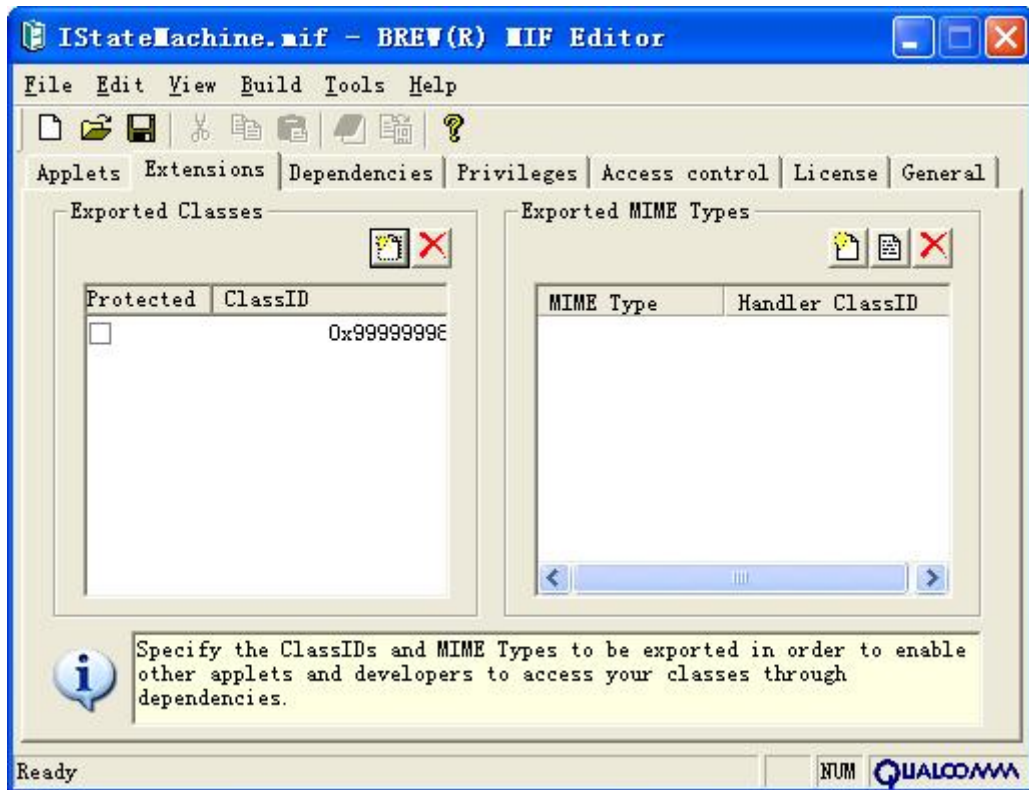 IStateMachine.mif - BREW(R) MIF Editor
File Edit View Build Tools Help
Applets Extensions Dependencies Privileges Access control License General
Exported Classes
Exported MIME Types
Protected ClassID
MIME Type Handler ClassID
0x99999998
Specify the ClassIDs and MIME Types to be exported in order to enable
other applets and developers to access your classes through
dependencies.
Ready
NUM QUALCOMM